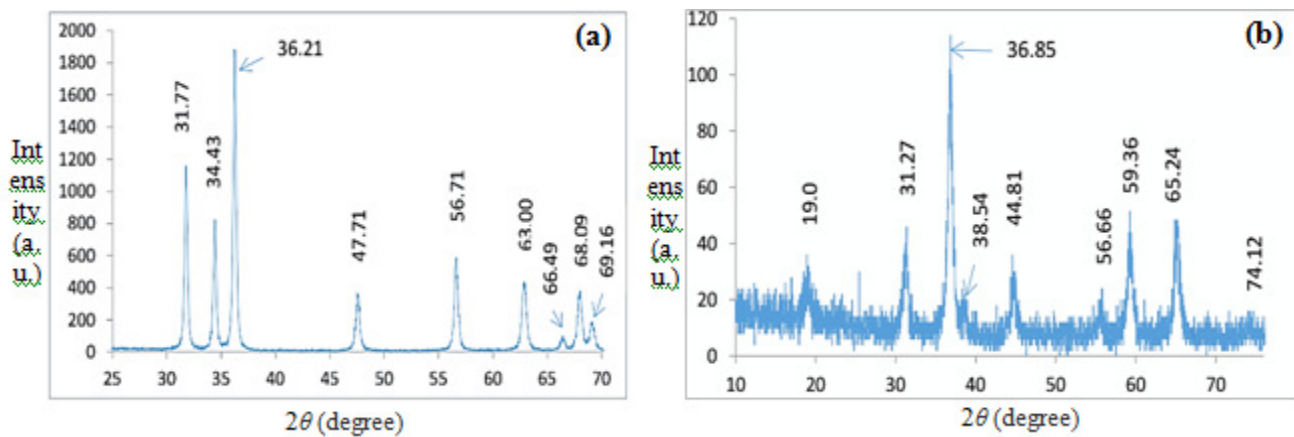 (a)
2000
1800
1600
1400
1200
1000
800
600
400
200
0
Int
ens
ity
(a.
u.)
31.77
34.43
36.21
47.71
56.71
63.00
66.49
68.09
69.16
25 30 35 40 45 50 55 60 65 70
2θ (degree)
(b)
120
100
80
60
40
20
0
Int
ens
ity
(a.
u.)
19.0
31.27
36.85
38.54
44.81
56.66
59.36
65.24
74.12
10 20 30 40 50 60 70
2θ (degree)